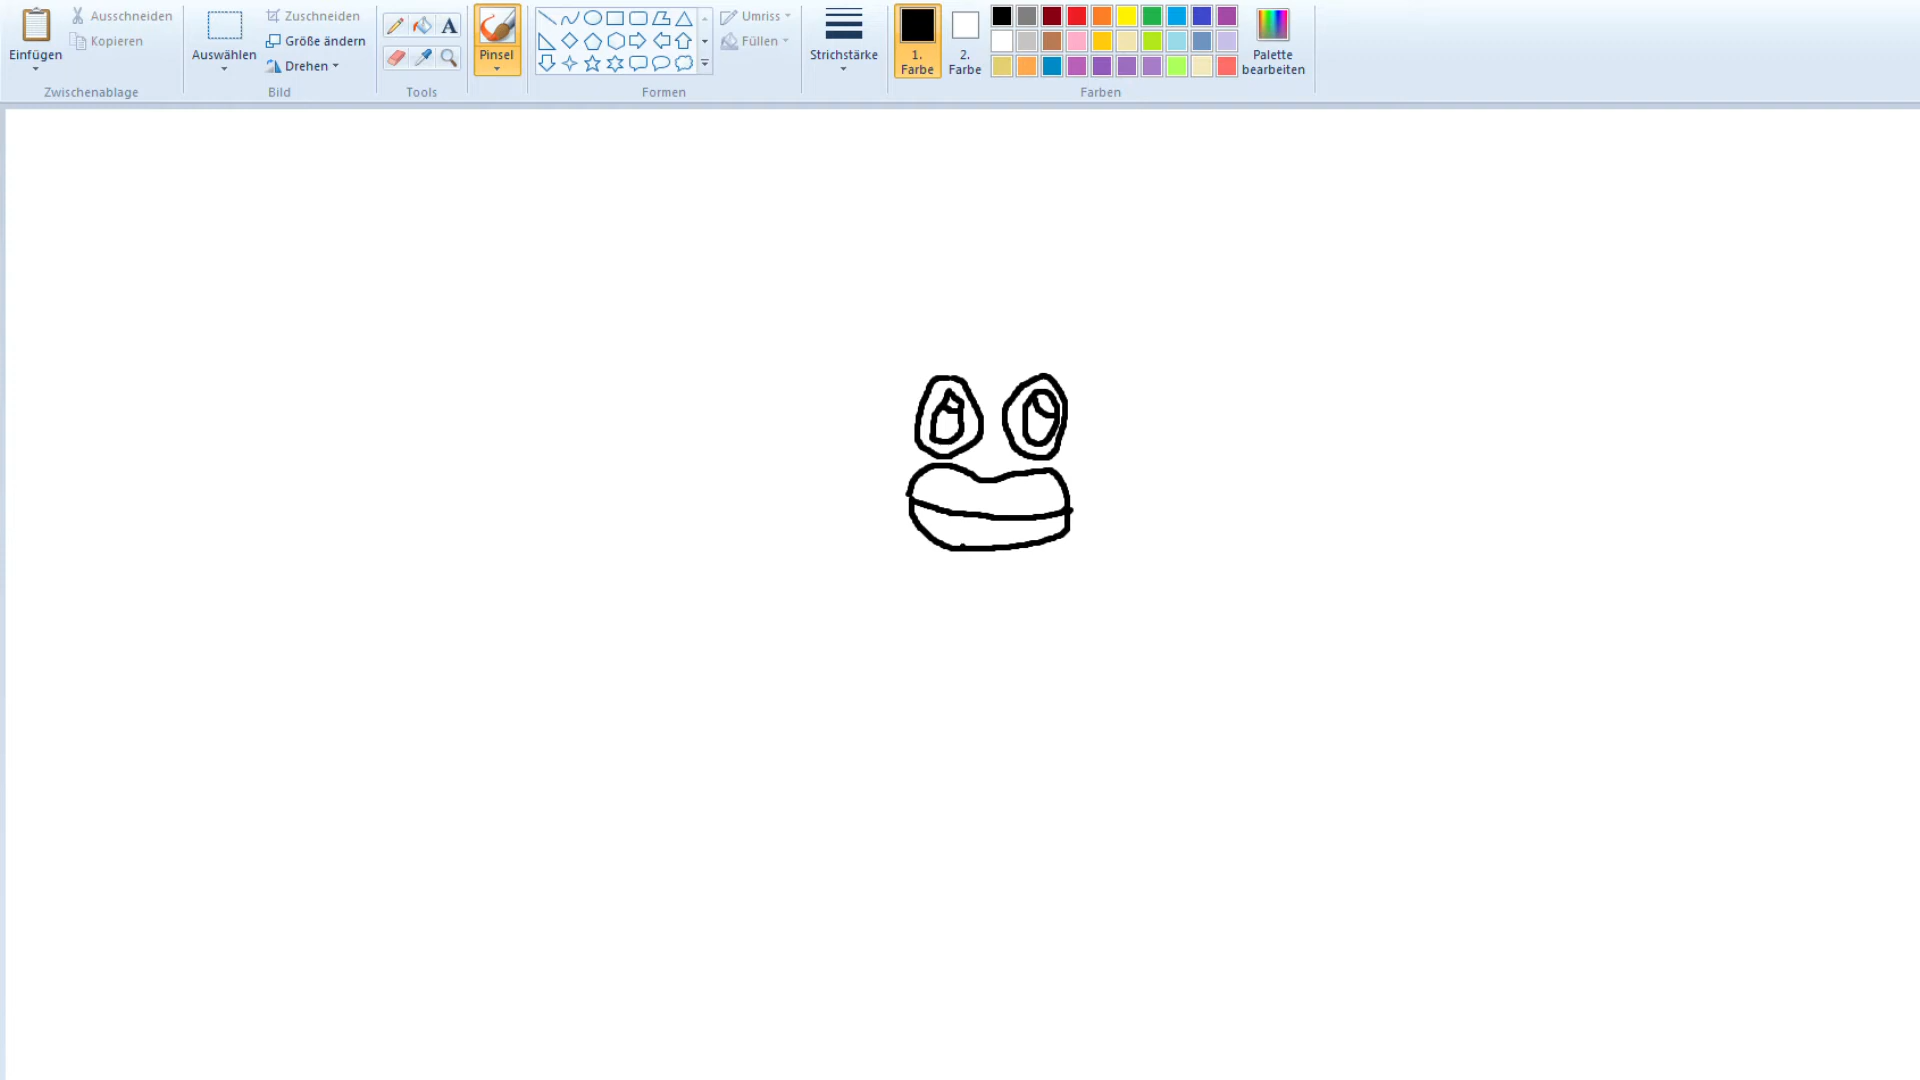 Ausschneiden Zuschneiden Umriss
Kopieren Größe ändern Füllen
Einfügen Auswählen Drehen A Pinsel Strichstärke 1. Farbe 2. Farbe Palette bearbeiten
Zwischenablage Bild Tools Formen Farben